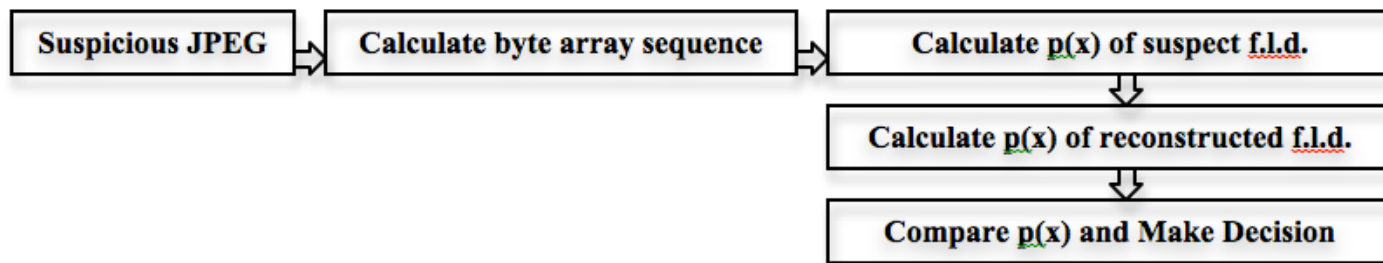 Suspicious JPEG
Calculate byte array sequence
Calculate p(x) of suspect f.l.d.
Calculate p(x) of reconstructed f.l.d.
Compare p(x) and Make Decision